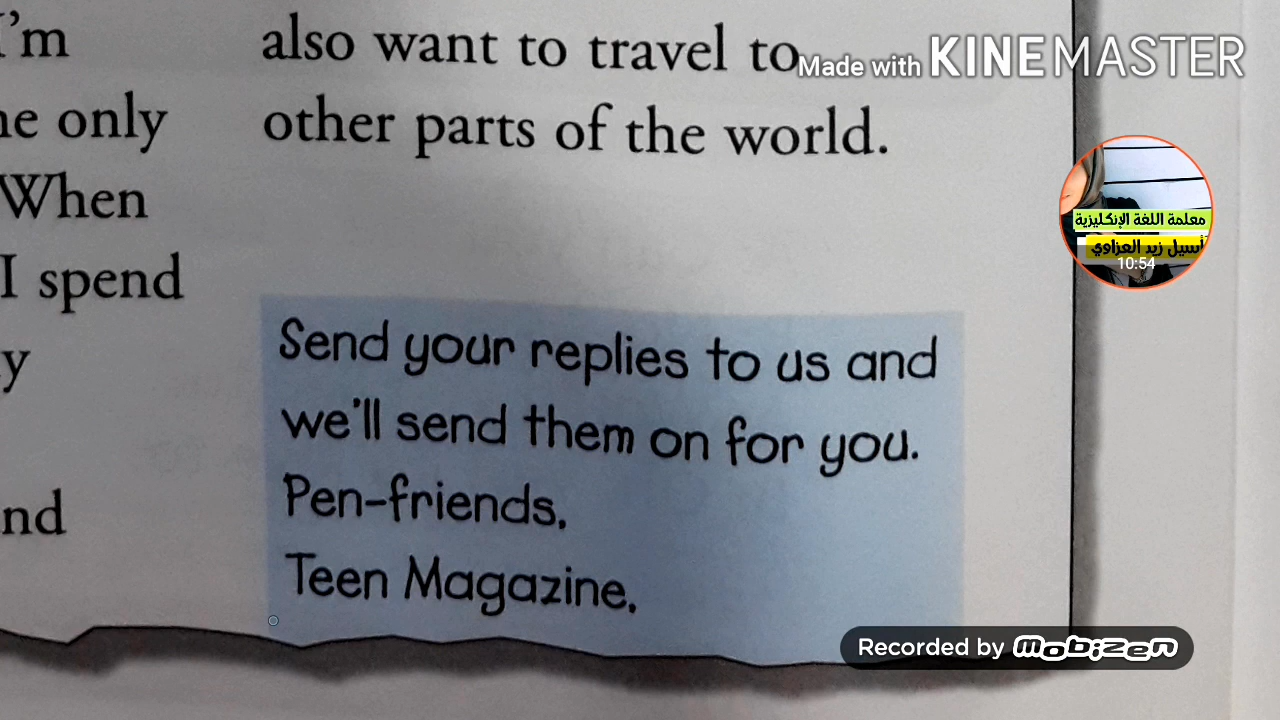 I'm
ne only
When
I spend
y
nd
also want to travel to
other parts of the world.
Send your replies to us and
we'll send them on for you.
Pen-friends,
Teen Magazine,
Made with KINEMASTER
معلمة اللغة الإنكليزية
أسيل زيد العزاوي
10:54
Recorded by mobizen